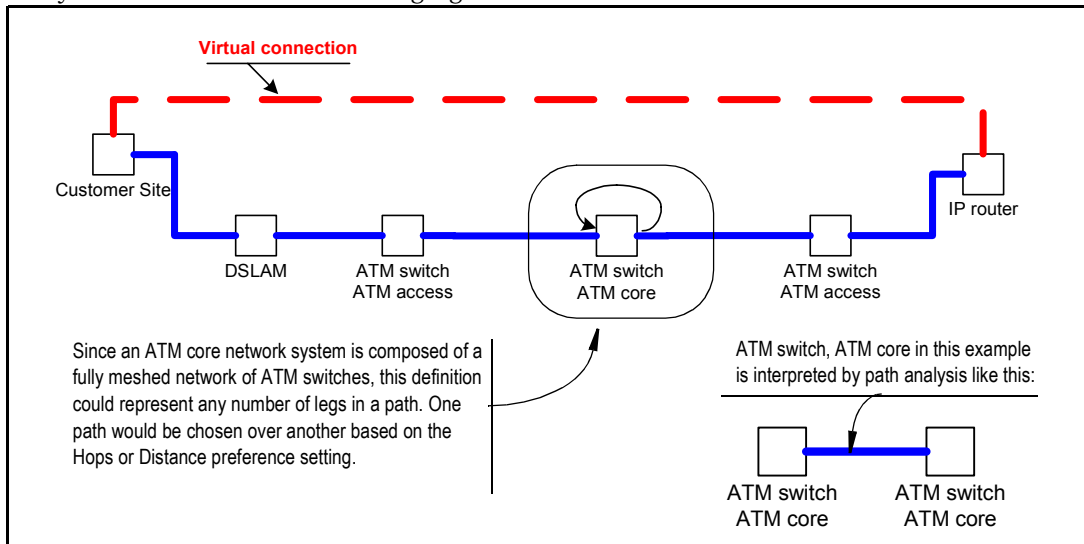 Virtual connection
Customer Site
IP router
DSLAM
ATM switch
ATM access
ATM switch
ATM core
ATM switch
ATM access
Since an ATM core network system is composed of a
fully meshed network of ATM switches, this definition
could represent any number of legs in a path. One
path would be chosen over another based on the
Hops or Distance preference setting.
ATM switch, ATM core in this example
is interpreted by path analysis like this:
ATM switch
ATM core
ATM switch
ATM core